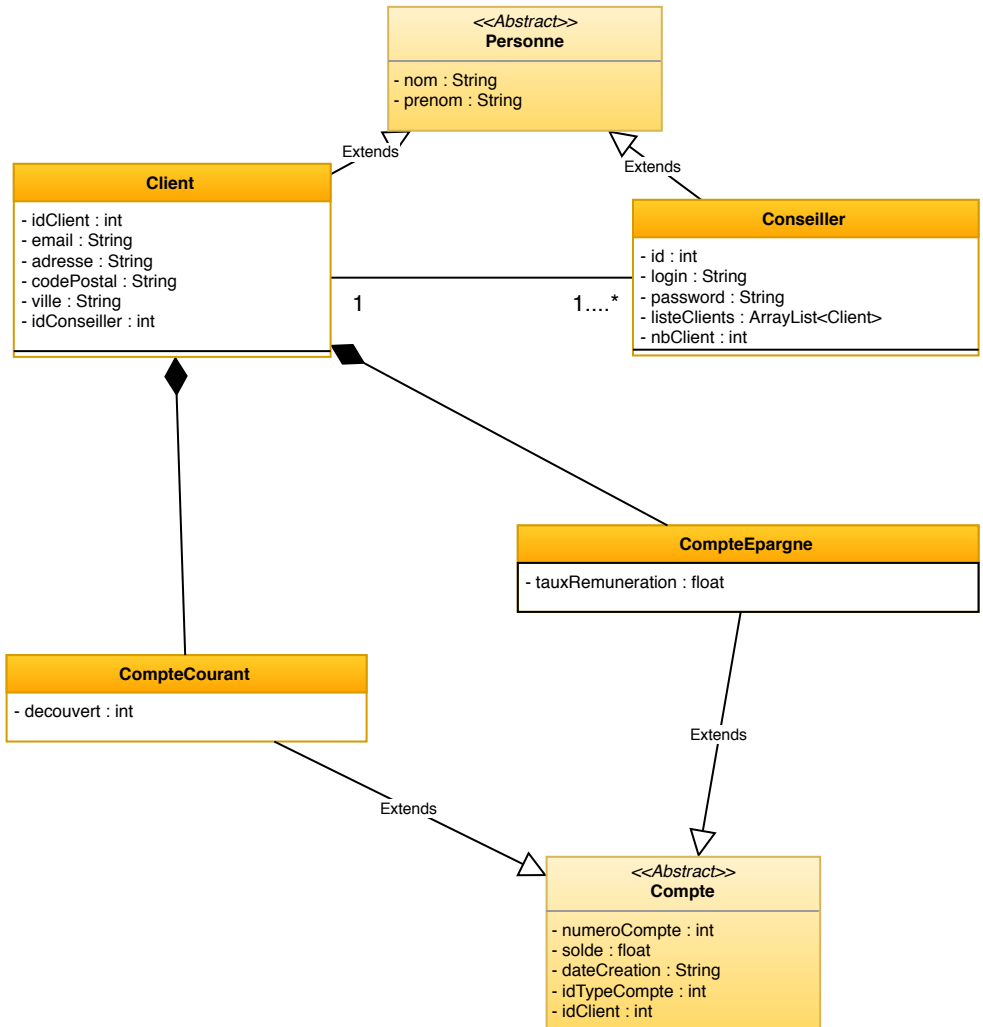 <<Abstract>>
Personne
- nom : String
- prenom : String
Extends
Extends
Client
- idClient : int
- email : String
- adresse : String
- codePostal : String
- ville : String
- idConseiller : int
Conseiller
- id : int
- login : String
- password : String
- listeClients : ArrayList<Client>
- nbClient : int
1
1....*
CompteEpargne
- tauxRemuneration : float
CompteCourant
- decouvert : int
Extends
Extends
<<Abstract>>
Compte
- numeroCompte : int
- solde : float
- dateCreation : String
- idTypeCompte : int
- idClient : int